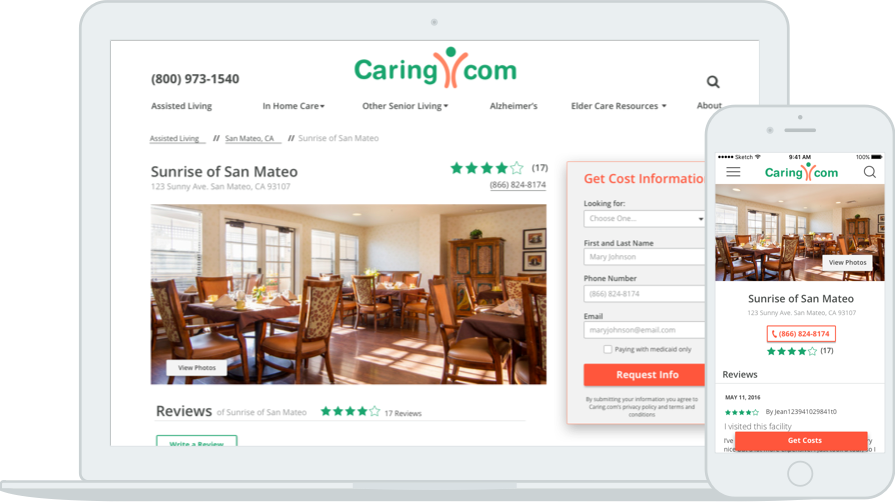 (800) 973-1540
Caring com
Assisted Living
In Home Care
Other Senior Living
Alzheimer's
Elder Care Resources
About
Assisted Living // San Mateo, CA // Sunrise of San Mateo
Sunrise of San Mateo
(17)
123 Sunny Ave. San Mateo, CA 93107
(866) 824-8174
View Photos
Reviews of San Mateo
17 Reviews
Write a Review
Get Cost Informatio
Looking for:
Choose One...
First and Last Name
Mary Johnson
Phone Number
(866) 824-8174
Email
maryjohnson@email.com
Paying with medicaid only
Request Info
By submitting your information you agree to
Caring.com's privacy policy and terms and
conditions
Sketch
9:41 AM
100%
Caring com
View Photos
Sunrise of San Mateo
123 Sunny Ave. San Mateo, CA 93107
(866) 824-8174
(17)
Reviews
MAY 11, 2016
By Jean123941029841t0
I visited this facility
I've
Get Costs